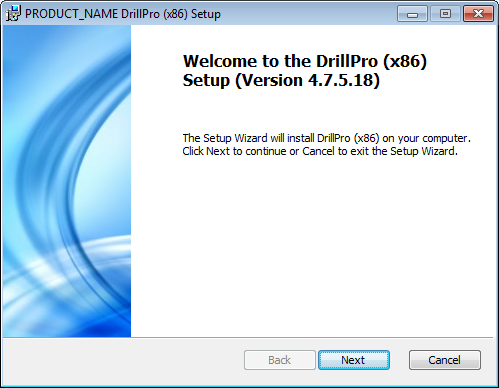 PRODUCT_NAME DrillPro (x86) Setup
Welcome to the DrillPro (x86)
Setup (Version 4.7.5.18)
The Setup Wizard will install DrillPro (x86) on your computer.
Click Next to continue or Cancel to exit the Setup Wizard.
Back Next Cancel